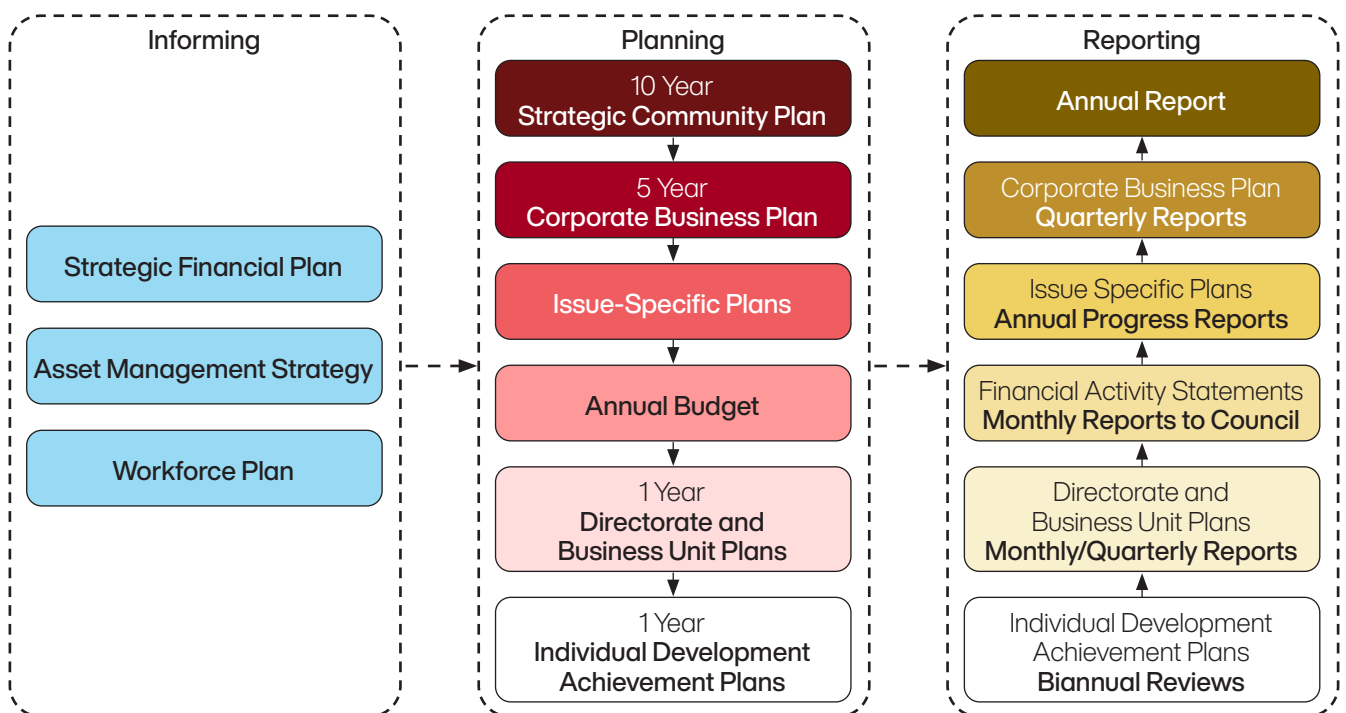 Informing
Strategic Financial Plan
Asset Management Strategy
Workforce Plan
Planning
10 Year
Strategic Community Plan
5 Year
Corporate Business Plan
Issue-Specific Plans
Annual Budget
1 Year
Directorate and
Business Unit Plans
1 Year
Individual Development
Achievement Plans
Reporting
Annual Report
Corporate Business Plan
Quarterly Reports
Issue Specific Plans
Annual Progress Reports
Financial Activity Statements
Monthly Reports to Council
Directorate and
Business Unit Plans
Monthly/Quarterly Reports
Individual Development
Achievement Plans
Biannual Reviews